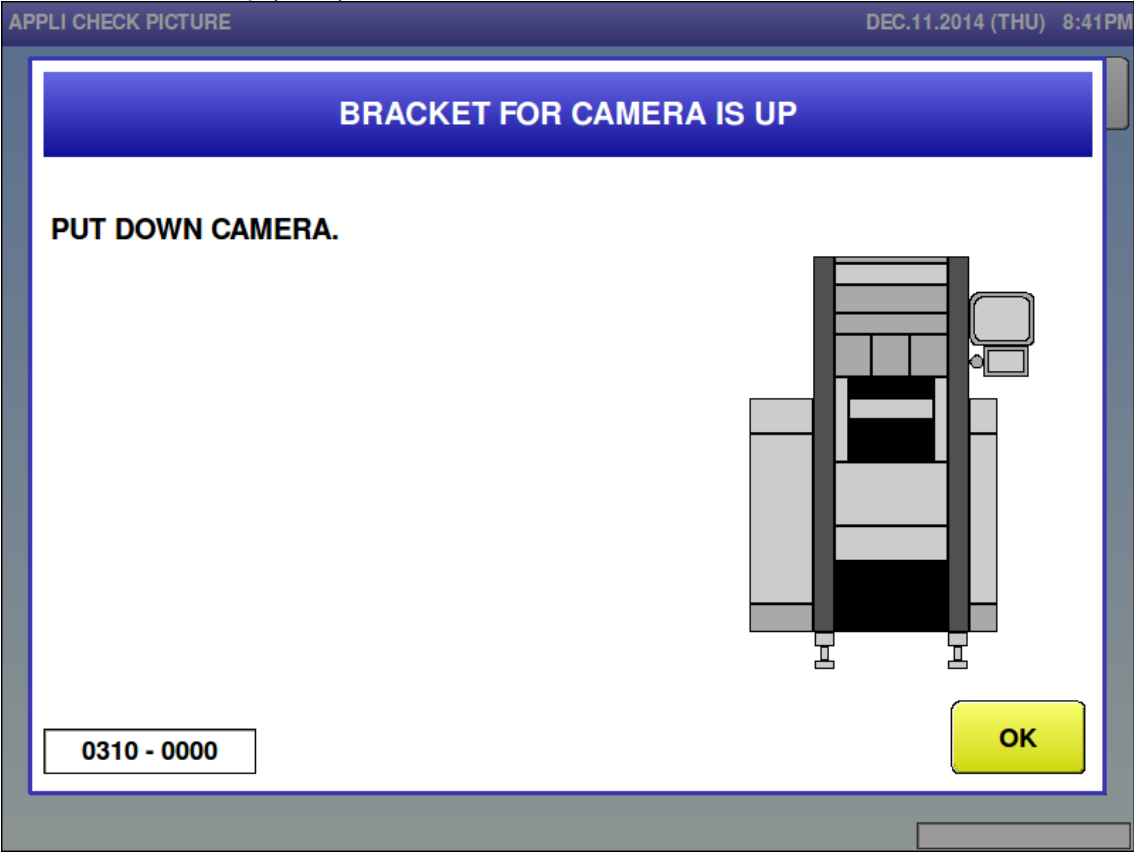 APPLI CHECK PICTURE DEC.11.2014 (THU) 8:41PM
BRACKET FOR CAMERA IS UP
PUT DOWN CAMERA.
0310 - 0000
OK